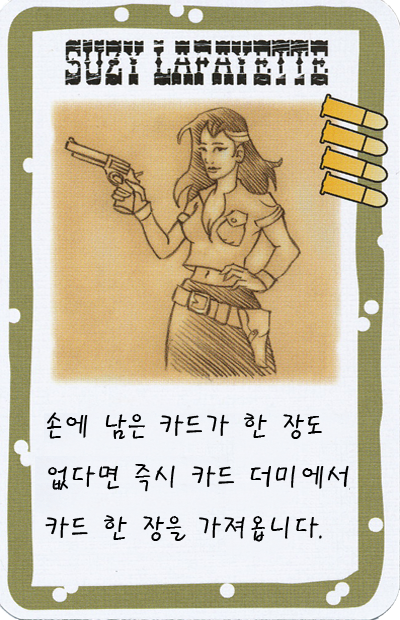 SUZY LAFAYETTE
손에 남은 카드가 한 장도
없다면 즉시 카드 더미에서
카드 한 장을 가져옵니다.